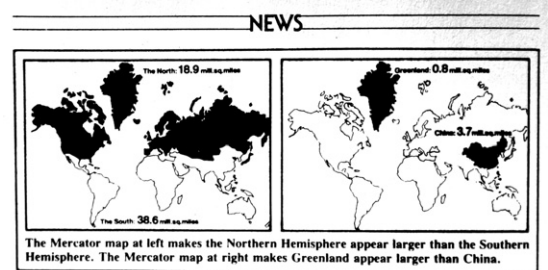 NEWS
The North: 18.9 mill.sq.miles
The South: 38.6 mill.sq.miles
Greenland: 0.8 mill.sq.miles
China: 3.7 mill.sq.miles
The Mercator map at left makes the Northern Hemisphere appear larger than the Southern
Hemisphere. The Mercator map at right makes Greenland appear larger than China.